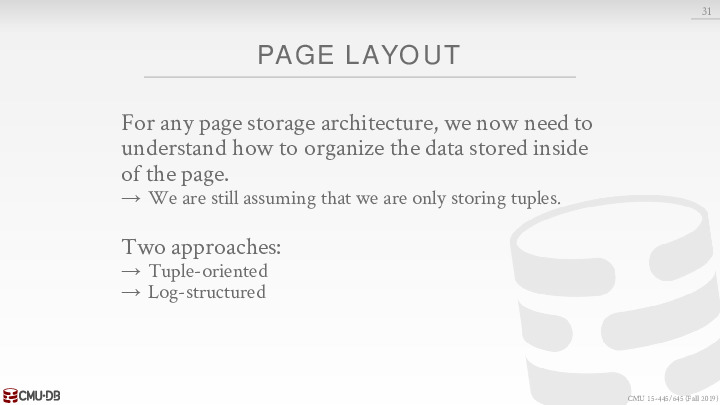 31
PAGE LAYOUT
For any page storage architecture, we now need to
understand how to organize the data stored inside
of the page.
→ We are still assuming that we are only storing tuples.
Two approaches:
→ Tuple-oriented
→ Log-structured
CMU·DB
CMU 15-445/645 (Fall 2019)